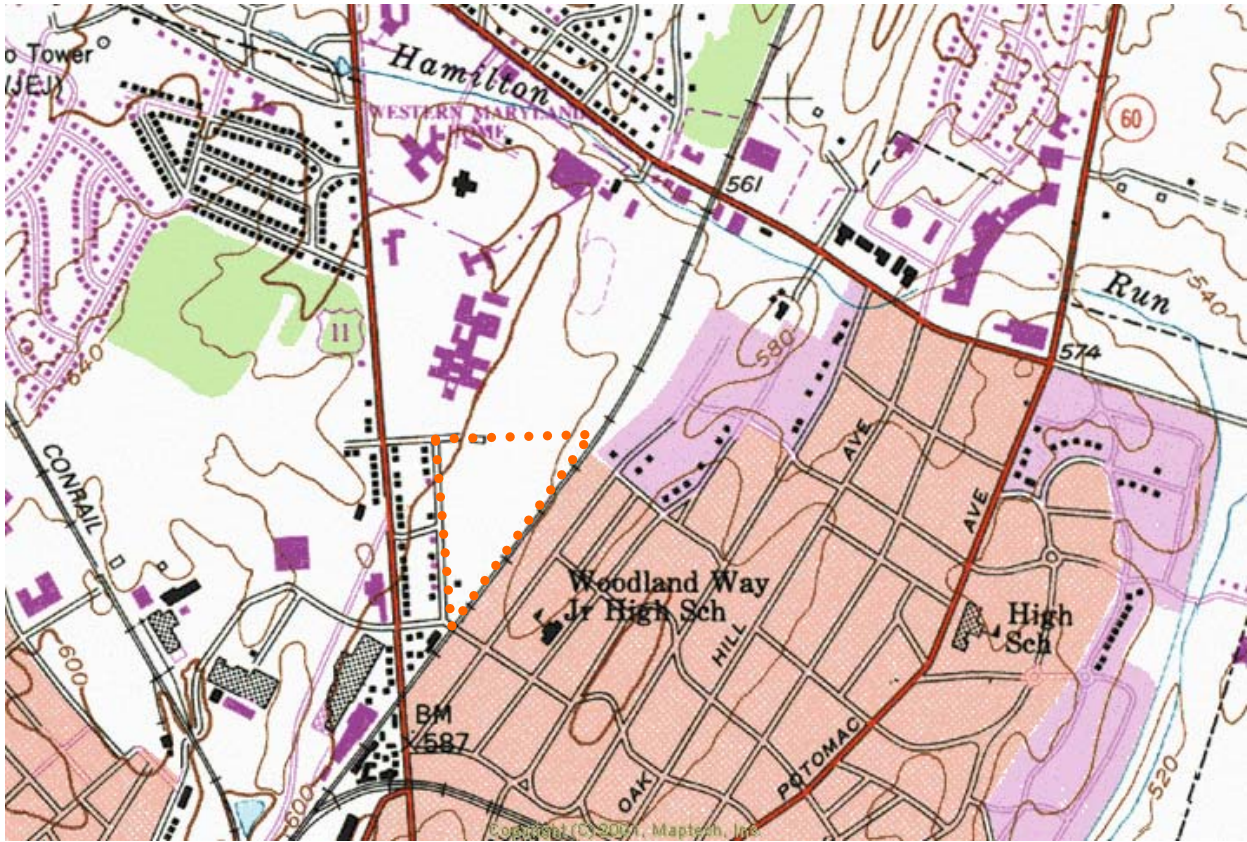 o Tower
(JEJ)
Hamilton
WESTERN MARYLAND
HOME
60
561
Run
540
11
580
574
640
CONRAIL
AVE
AVE
Woodland Way
Jr High Sch
High
Sch
HILL
600
BM
587
POTOMAC
OAK
600
520
Copyright (C) 2001, Maptech, Inc.